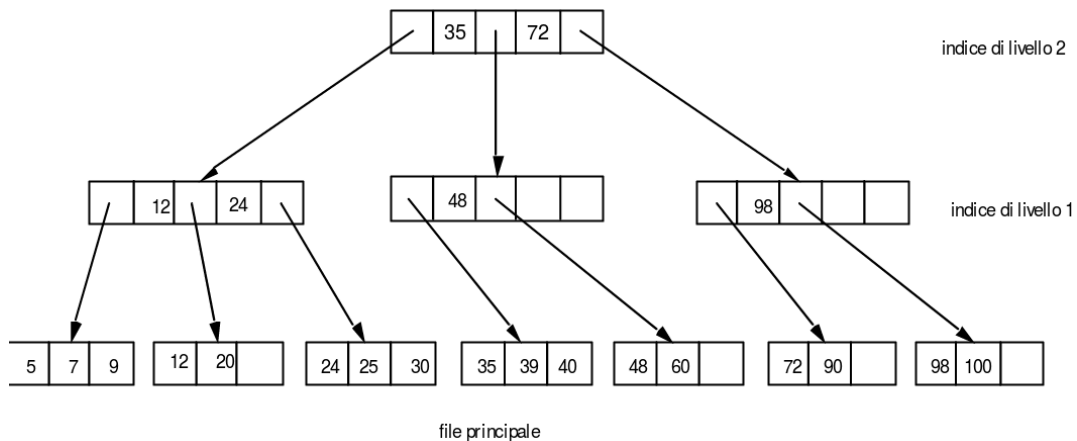 35 72
indice di livello 2
12 24
48
98
indice di livello 1
5 7 9
12 20
24 25 30
35 39 40
48 60
72 90
98 100
file principale